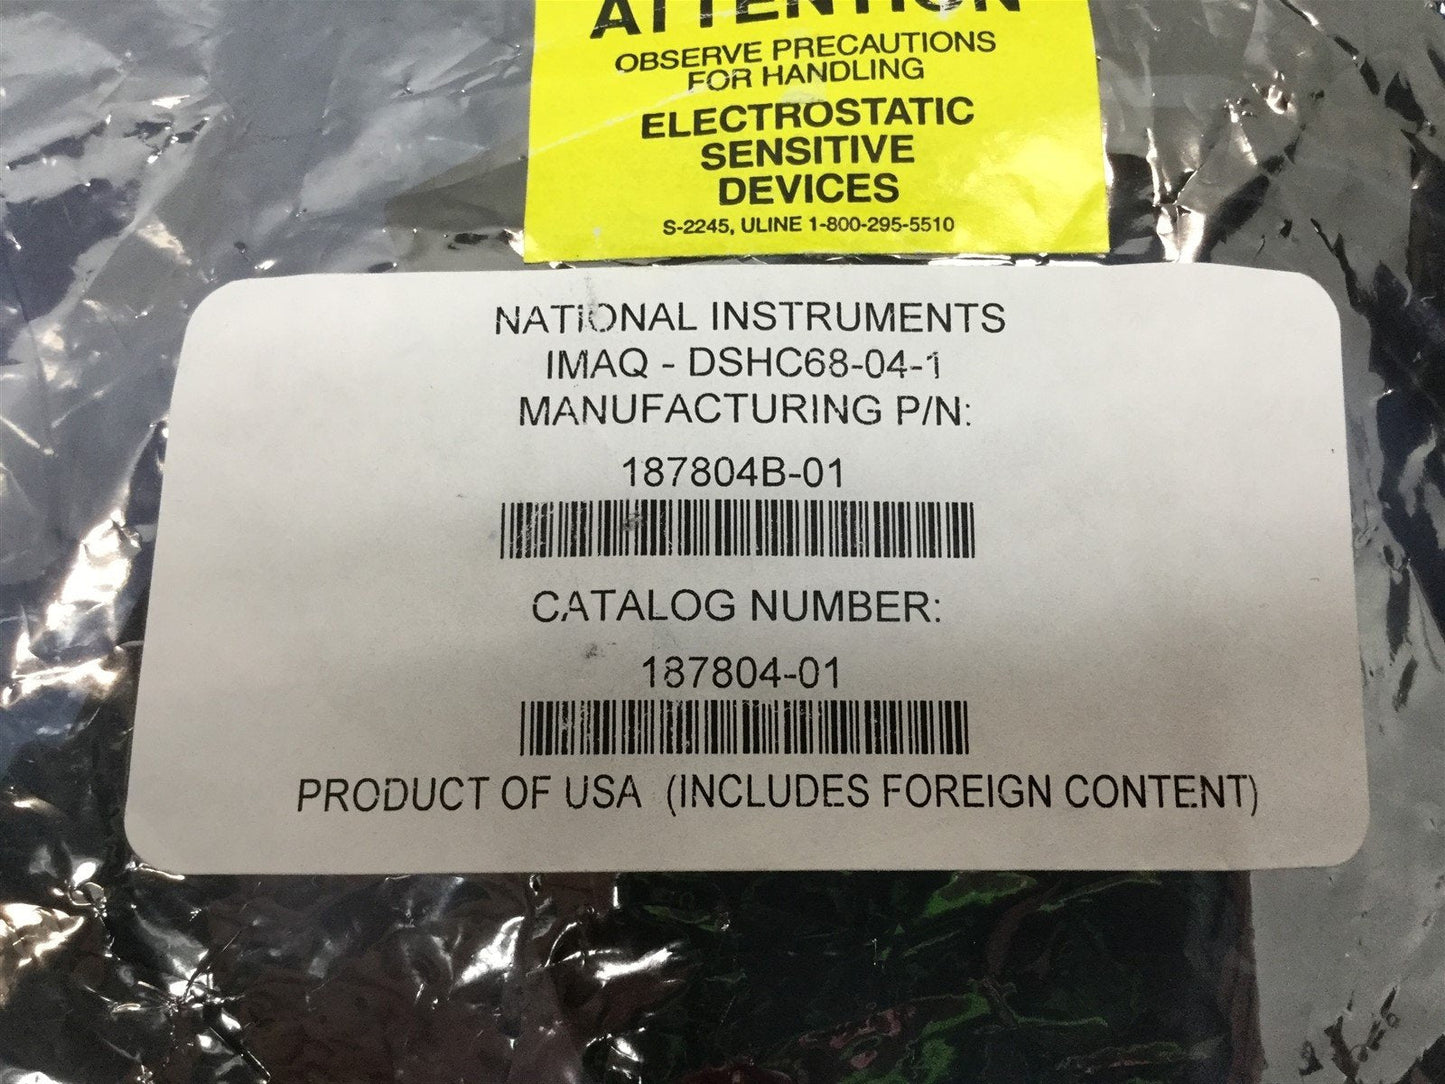 ATTENTION
OBSERVE PRECAUTIONS
FOR HANDLING
ELECTROSTATIC
SENSITIVE
DEVICES
S-2245, ULINE 1-800-295-5510
NATIONAL INSTRUMENTS
IMAQ - DSHC68-04-1
MANUFACTURING P/N:
187804B-01
CATALOG NUMBER:
187804-01
PRODUCT OF USA (INCLUDES FOREIGN CONTENT)